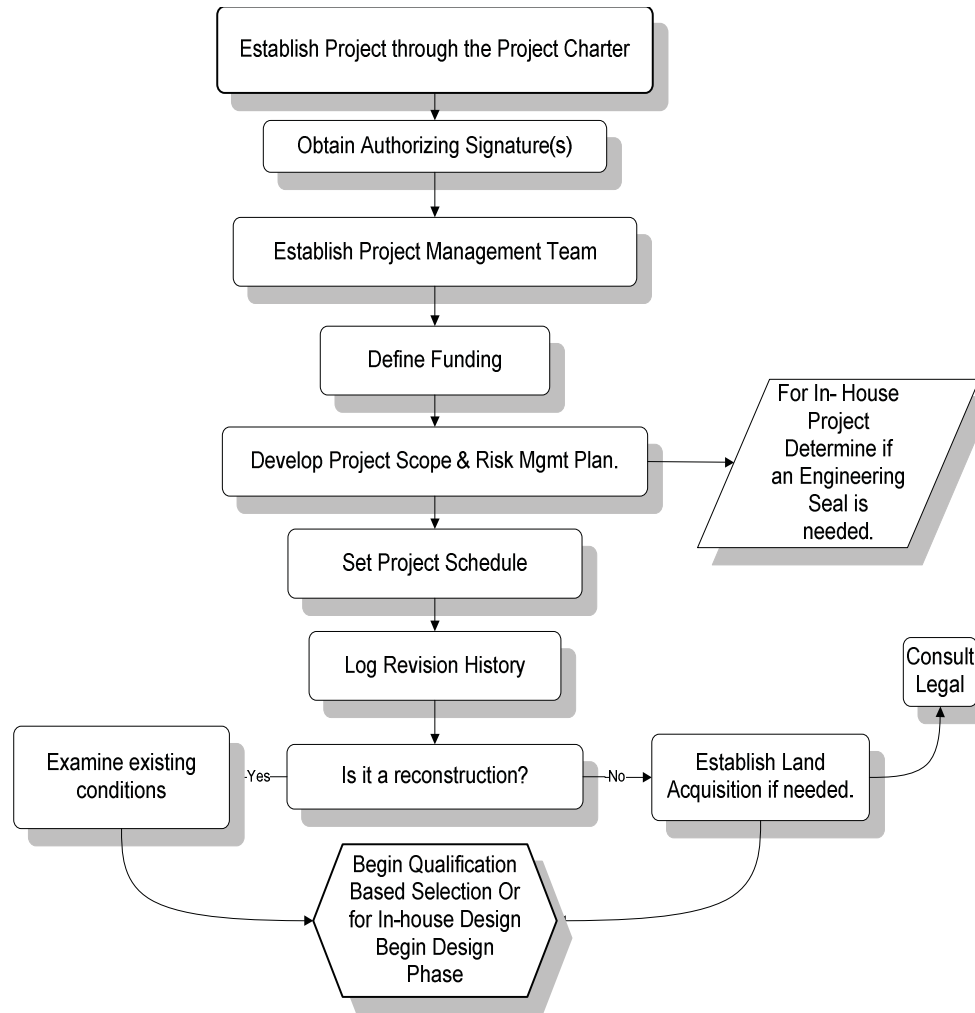 Establish Project through the Project Charter
Obtain Authorizing Signature(s)
Establish Project Management Team
Define Funding
For In- House
Project
Determine if
an Engineering
Seal is
needed.
Develop Project Scope & Risk Mgmt Plan.
Set Project Schedule
Log Revision History
Consult
Legal
Examine existing
conditions
Yes
Is it a reconstruction?
No
Establish Land
Acquisition if needed.
Begin Qualification
Based Selection Or
for In-house Design
Begin Design
Phase